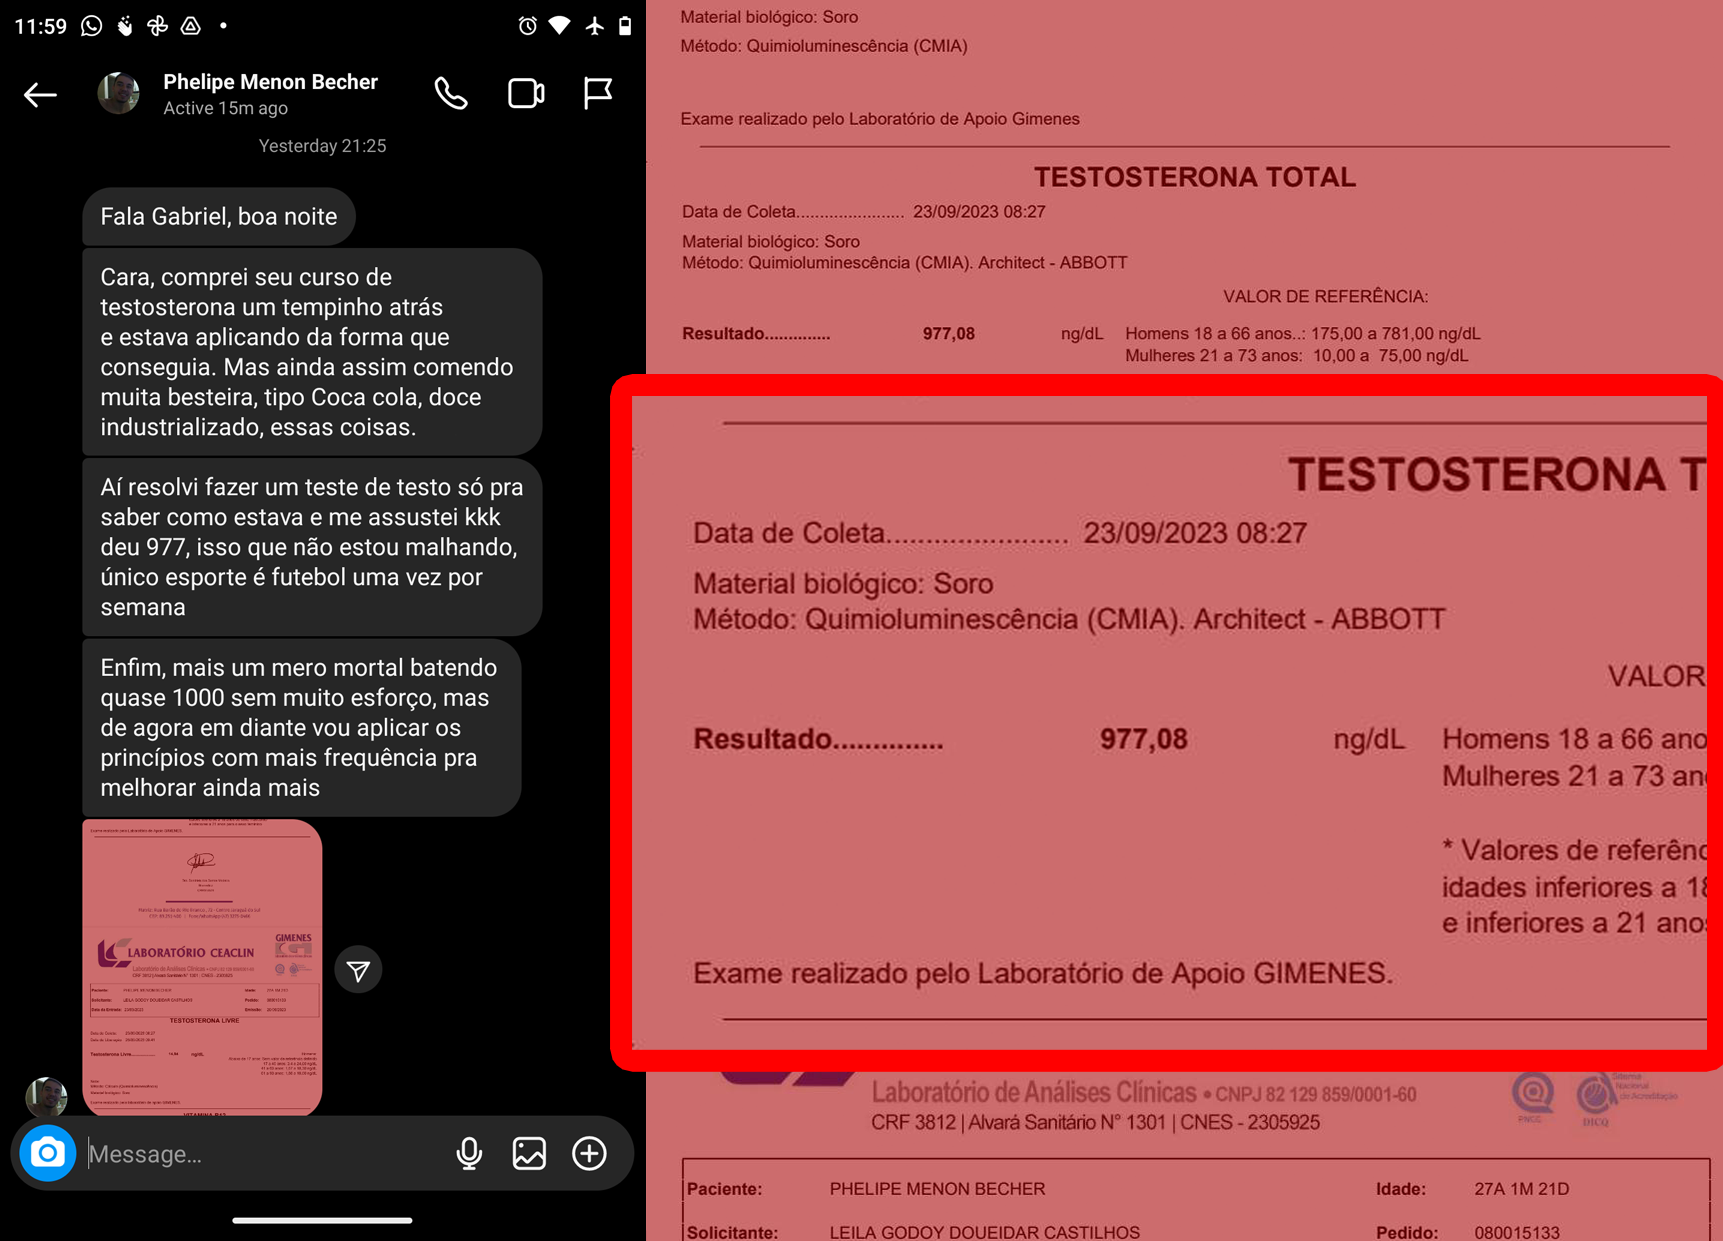 11:59
Phelipe Menon Becher
Active 15m ago
Yesterday 21:25
Fala Gabriel, boa noite
Cara, comprei seu curso de
testosterona um tempinho atrás
e estava aplicando da forma que
conseguia. Mas ainda assim comendo
muita besteira, tipo Coca cola, doce
industrializado, essas coisas.
Aí resolvi fazer um teste de testo só pra
saber como estava e me assustei kkk
deu 977, isso que não estou malhando,
único esporte é futebol uma vez por
semana
Enfim, mais um mero mortal batendo
quase 1000 sem muito esforço, mas
de agora em diante vou aplicar os
princípios com mais frequência pra
melhorar ainda mais
LABORATÓRIO CEACLIN
GIMENES
TESTOSTERONA LIVRE
VITAMINA B12
Message...
Material biológico: Soro
Método: Quimioluminescência (CMIA)
Exame realizado pelo Laboratório de Apoio Gimenes
TESTOSTERONA TOTAL
Data de Coleta...................... 23/09/2023 08:27
Material biológico: Soro
Método: Quimioluminescência (CMIA). Architect - ABBOTT
VALOR DE REFERÊNCIA:
Resultado.............. 977,08 ng/dL Homens 18 a 66 anos..: 175,00 a 781,00 ng/dL
Mulheres 21 a 73 anos: 10,00 a 75,00 ng/dL
TESTOSTERONA T
Data de Coleta...................... 23/09/2023 08:27
Material biológico: Soro
Método: Quimioluminescência (CMIA). Architect - ABBOTT
VALOR
Resultado.............. 977,08 ng/dL Homens 18 a 66 ano
Mulheres 21 a 73 an
* Valores de referênc
idades inferiores a 18
e inferiores a 21 anos
Exame realizado pelo Laboratório de Apoio GIMENES.
Laboratório de Análises Clínicas • CNPJ 82 129 859/0001-60
CRF 3812 | Alvará Sanitário N° 1301 | CNES - 2305925
PNCQ
DICQ
Sistema
Nacional
de Acreditação
Paciente: PHELIPE MENON BECHER Idade: 27A 1M 21D
Solicitante: LEILA GODOY DOUEIDAR CASTILHOS Pedido: 080015133